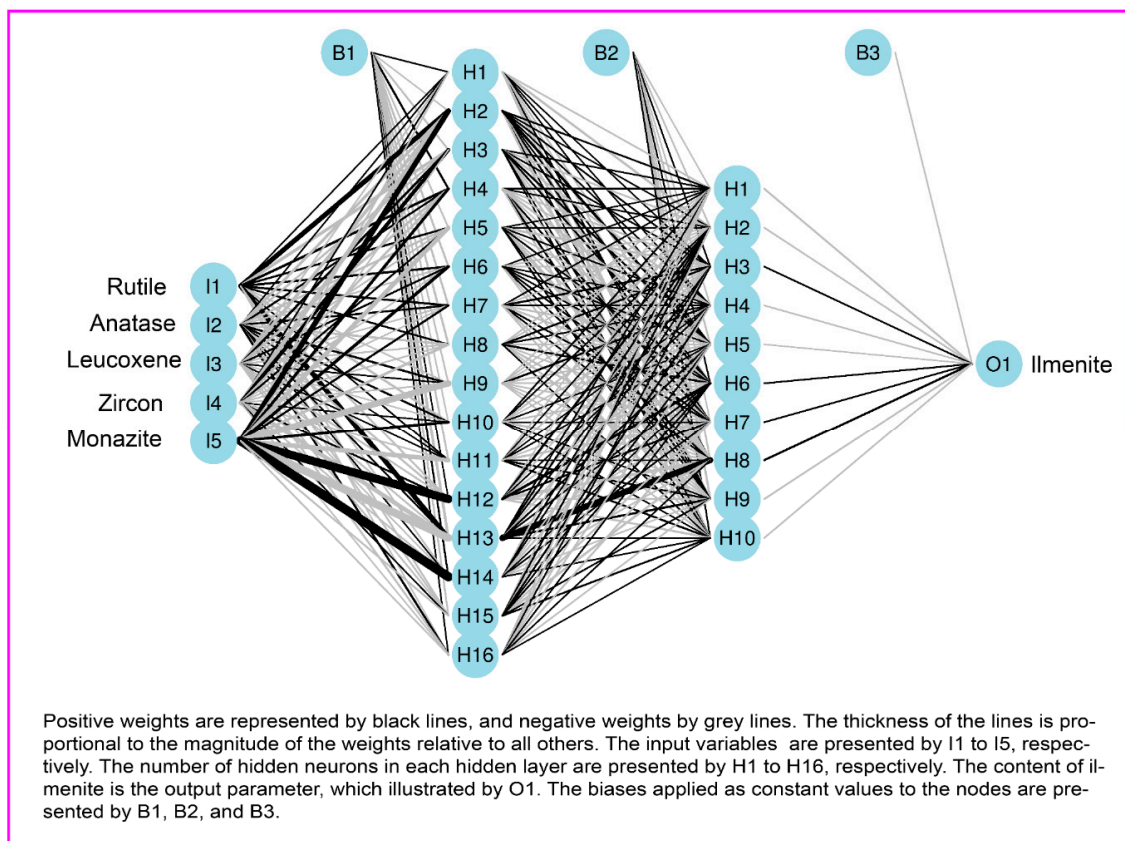 B1
B2
B3
H1
H2
H3
H4
H5
H6
H7
H8
H9
H10
H11
H12
H13
H14
H15
H16
H1
H2
H3
H4
H5
H6
H7
H8
H9
H10
Rutile I1
Anatase I2
Leucoxene I3
Zircon I4
Monazite I5
O1 Ilmenite
Positive weights are represented by black lines, and negative weights by grey lines. The thickness of the lines is pro-
portional to the magnitude of the weights relative to all others. The input variables are presented by I1 to I5, respec-
tively. The number of hidden neurons in each hidden layer are presented by H1 to H16, respectively. The content of il-
menite is the output parameter, which illustrated by O1. The biases applied as constant values to the nodes are pre-
sented by B1, B2, and B3.